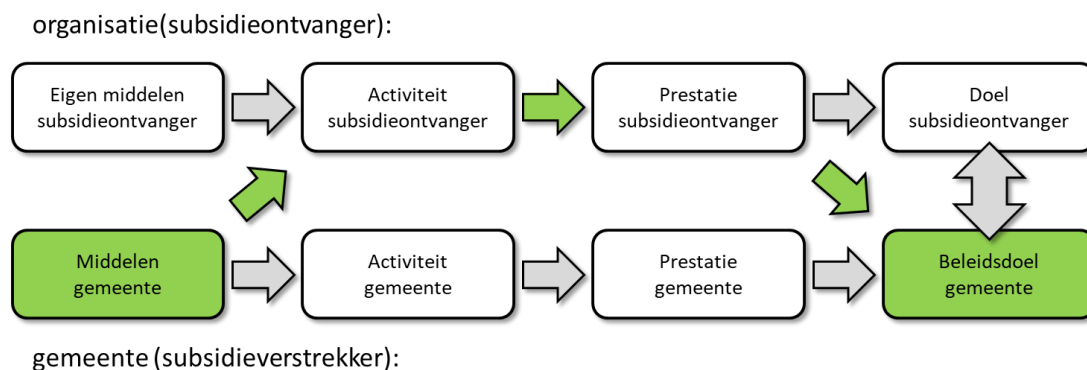 organisatie(subsidieontvanger):
Eigen middelen
subsidieontvanger
Activiteit
subsidieontvanger
Prestatie
subsidieontvanger
Doel
subsidieontvanger
Middelen
gemeente
Activiteit
gemeente
Prestatie
gemeente
Beleidsdoel
gemeente
gemeente (subsidieverstrekker):